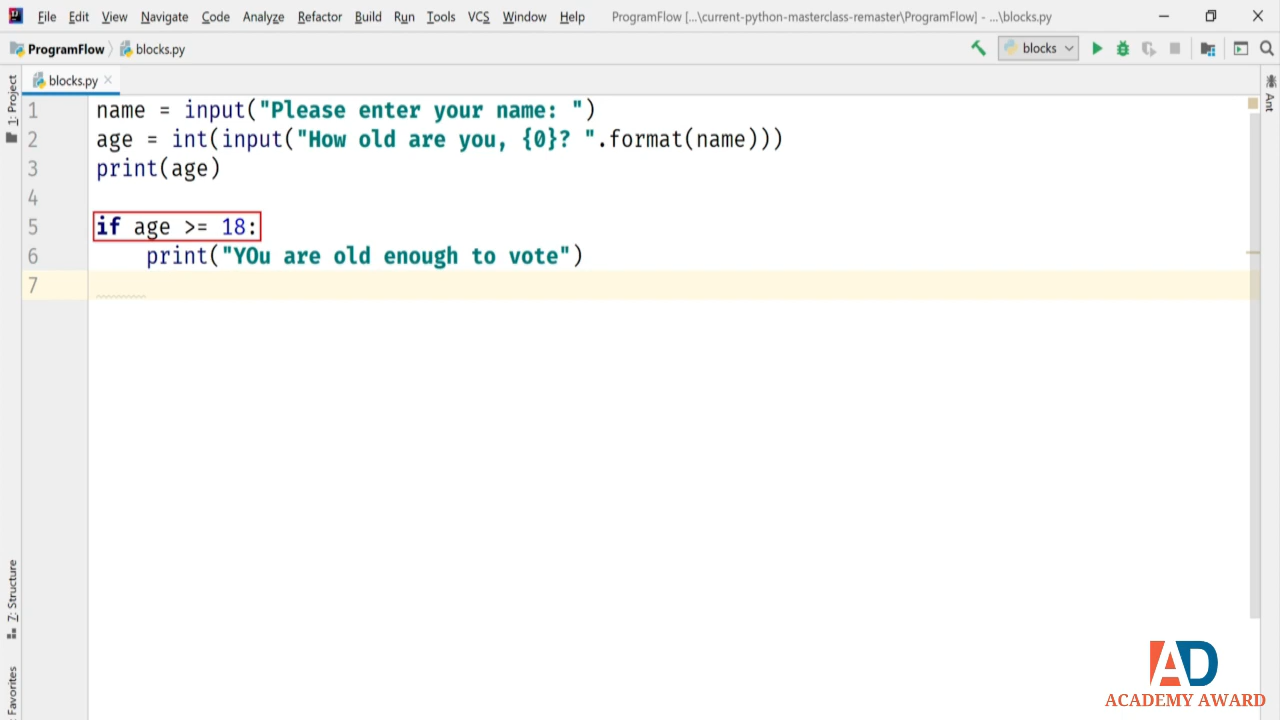 File Edit View Navigate Code Analyze Refactor Build Run Tools VCS Window Help ProgramFlow [...\current-python-masterclass-remaster\ProgramFlow] - ...\blocks.py
ProgramFlow blocks.py blocks
1: Project
blocks.py
Ant
1 name = input("Please enter your name: ")
2 age = int(input("How old are you, {0}? ".format(name)))
3 print(age)
4
5 if age >= 18:
6     print("YOu are old enough to vote")
7
Z: Structure
Favorites
AD
ACADEMY AWARD